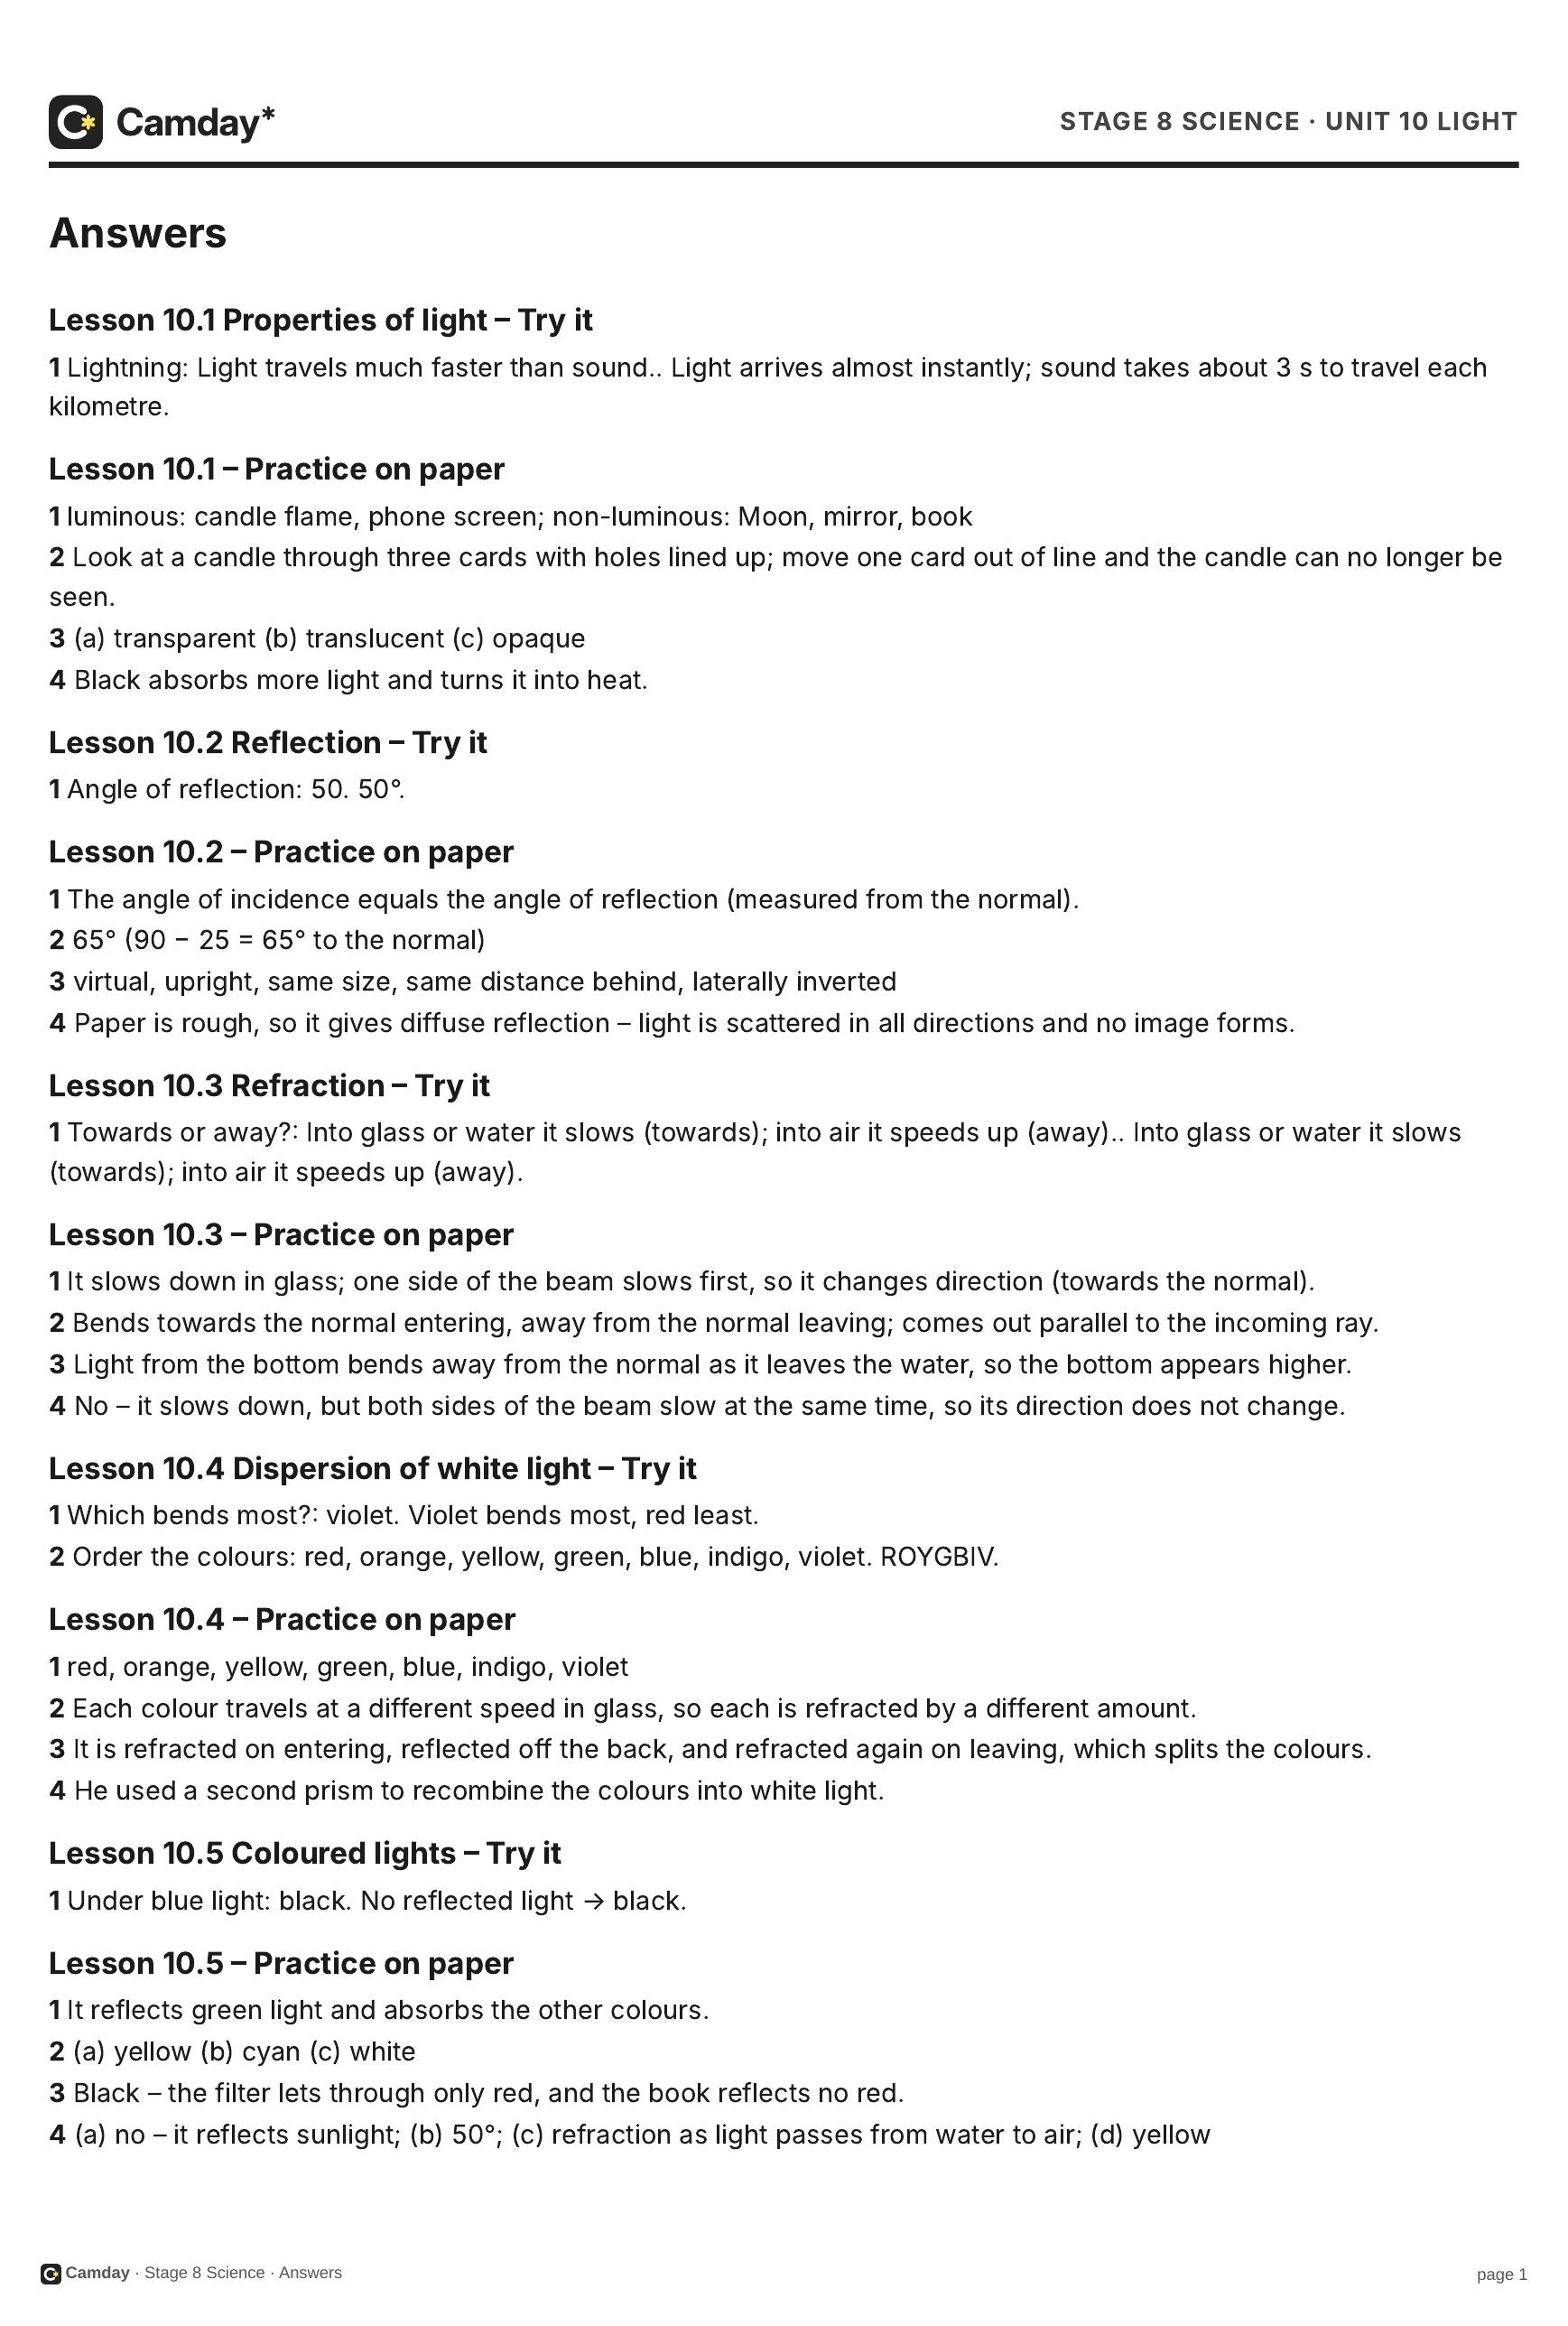 Camday*
STAGE 8 SCIENCE · UNIT 10 LIGHT
Answers
Lesson 10.1 Properties of light – Try it
1 Lightning: Light travels much faster than sound.. Light arrives almost instantly; sound takes about 3 s to travel each
kilometre.
Lesson 10.1 – Practice on paper
1 luminous: candle flame, phone screen; non-luminous: Moon, mirror, book
2 Look at a candle through three cards with holes lined up; move one card out of line and the candle can no longer be
seen.
3 (a) transparent (b) translucent (c) opaque
4 Black absorbs more light and turns it into heat.
Lesson 10.2 Reflection – Try it
1 Angle of reflection: 50. 50°.
Lesson 10.2 – Practice on paper
1 The angle of incidence equals the angle of reflection (measured from the normal).
2 65° (90 − 25 = 65° to the normal)
3 virtual, upright, same size, same distance behind, laterally inverted
4 Paper is rough, so it gives diffuse reflection – light is scattered in all directions and no image forms.
Lesson 10.3 Refraction – Try it
1 Towards or away?: Into glass or water it slows (towards); into air it speeds up (away).. Into glass or water it slows
(towards); into air it speeds up (away).
Lesson 10.3 – Practice on paper
1 It slows down in glass; one side of the beam slows first, so it changes direction (towards the normal).
2 Bends towards the normal entering, away from the normal leaving; comes out parallel to the incoming ray.
3 Light from the bottom bends away from the normal as it leaves the water, so the bottom appears higher.
4 No – it slows down, but both sides of the beam slow at the same time, so its direction does not change.
Lesson 10.4 Dispersion of white light – Try it
1 Which bends most?: violet. Violet bends most, red least.
2 Order the colours: red, orange, yellow, green, blue, indigo, violet. ROYGBIV.
Lesson 10.4 – Practice on paper
1 red, orange, yellow, green, blue, indigo, violet
2 Each colour travels at a different speed in glass, so each is refracted by a different amount.
3 It is refracted on entering, reflected off the back, and refracted again on leaving, which splits the colours.
4 He used a second prism to recombine the colours into white light.
Lesson 10.5 Coloured lights – Try it
1 Under blue light: black. No reflected light → black.
Lesson 10.5 – Practice on paper
1 It reflects green light and absorbs the other colours.
2 (a) yellow (b) cyan (c) white
3 Black – the filter lets through only red, and the book reflects no red.
4 (a) no – it reflects sunlight; (b) 50°; (c) refraction as light passes from water to air; (d) yellow
Camday · Stage 8 Science · Answers
page 1